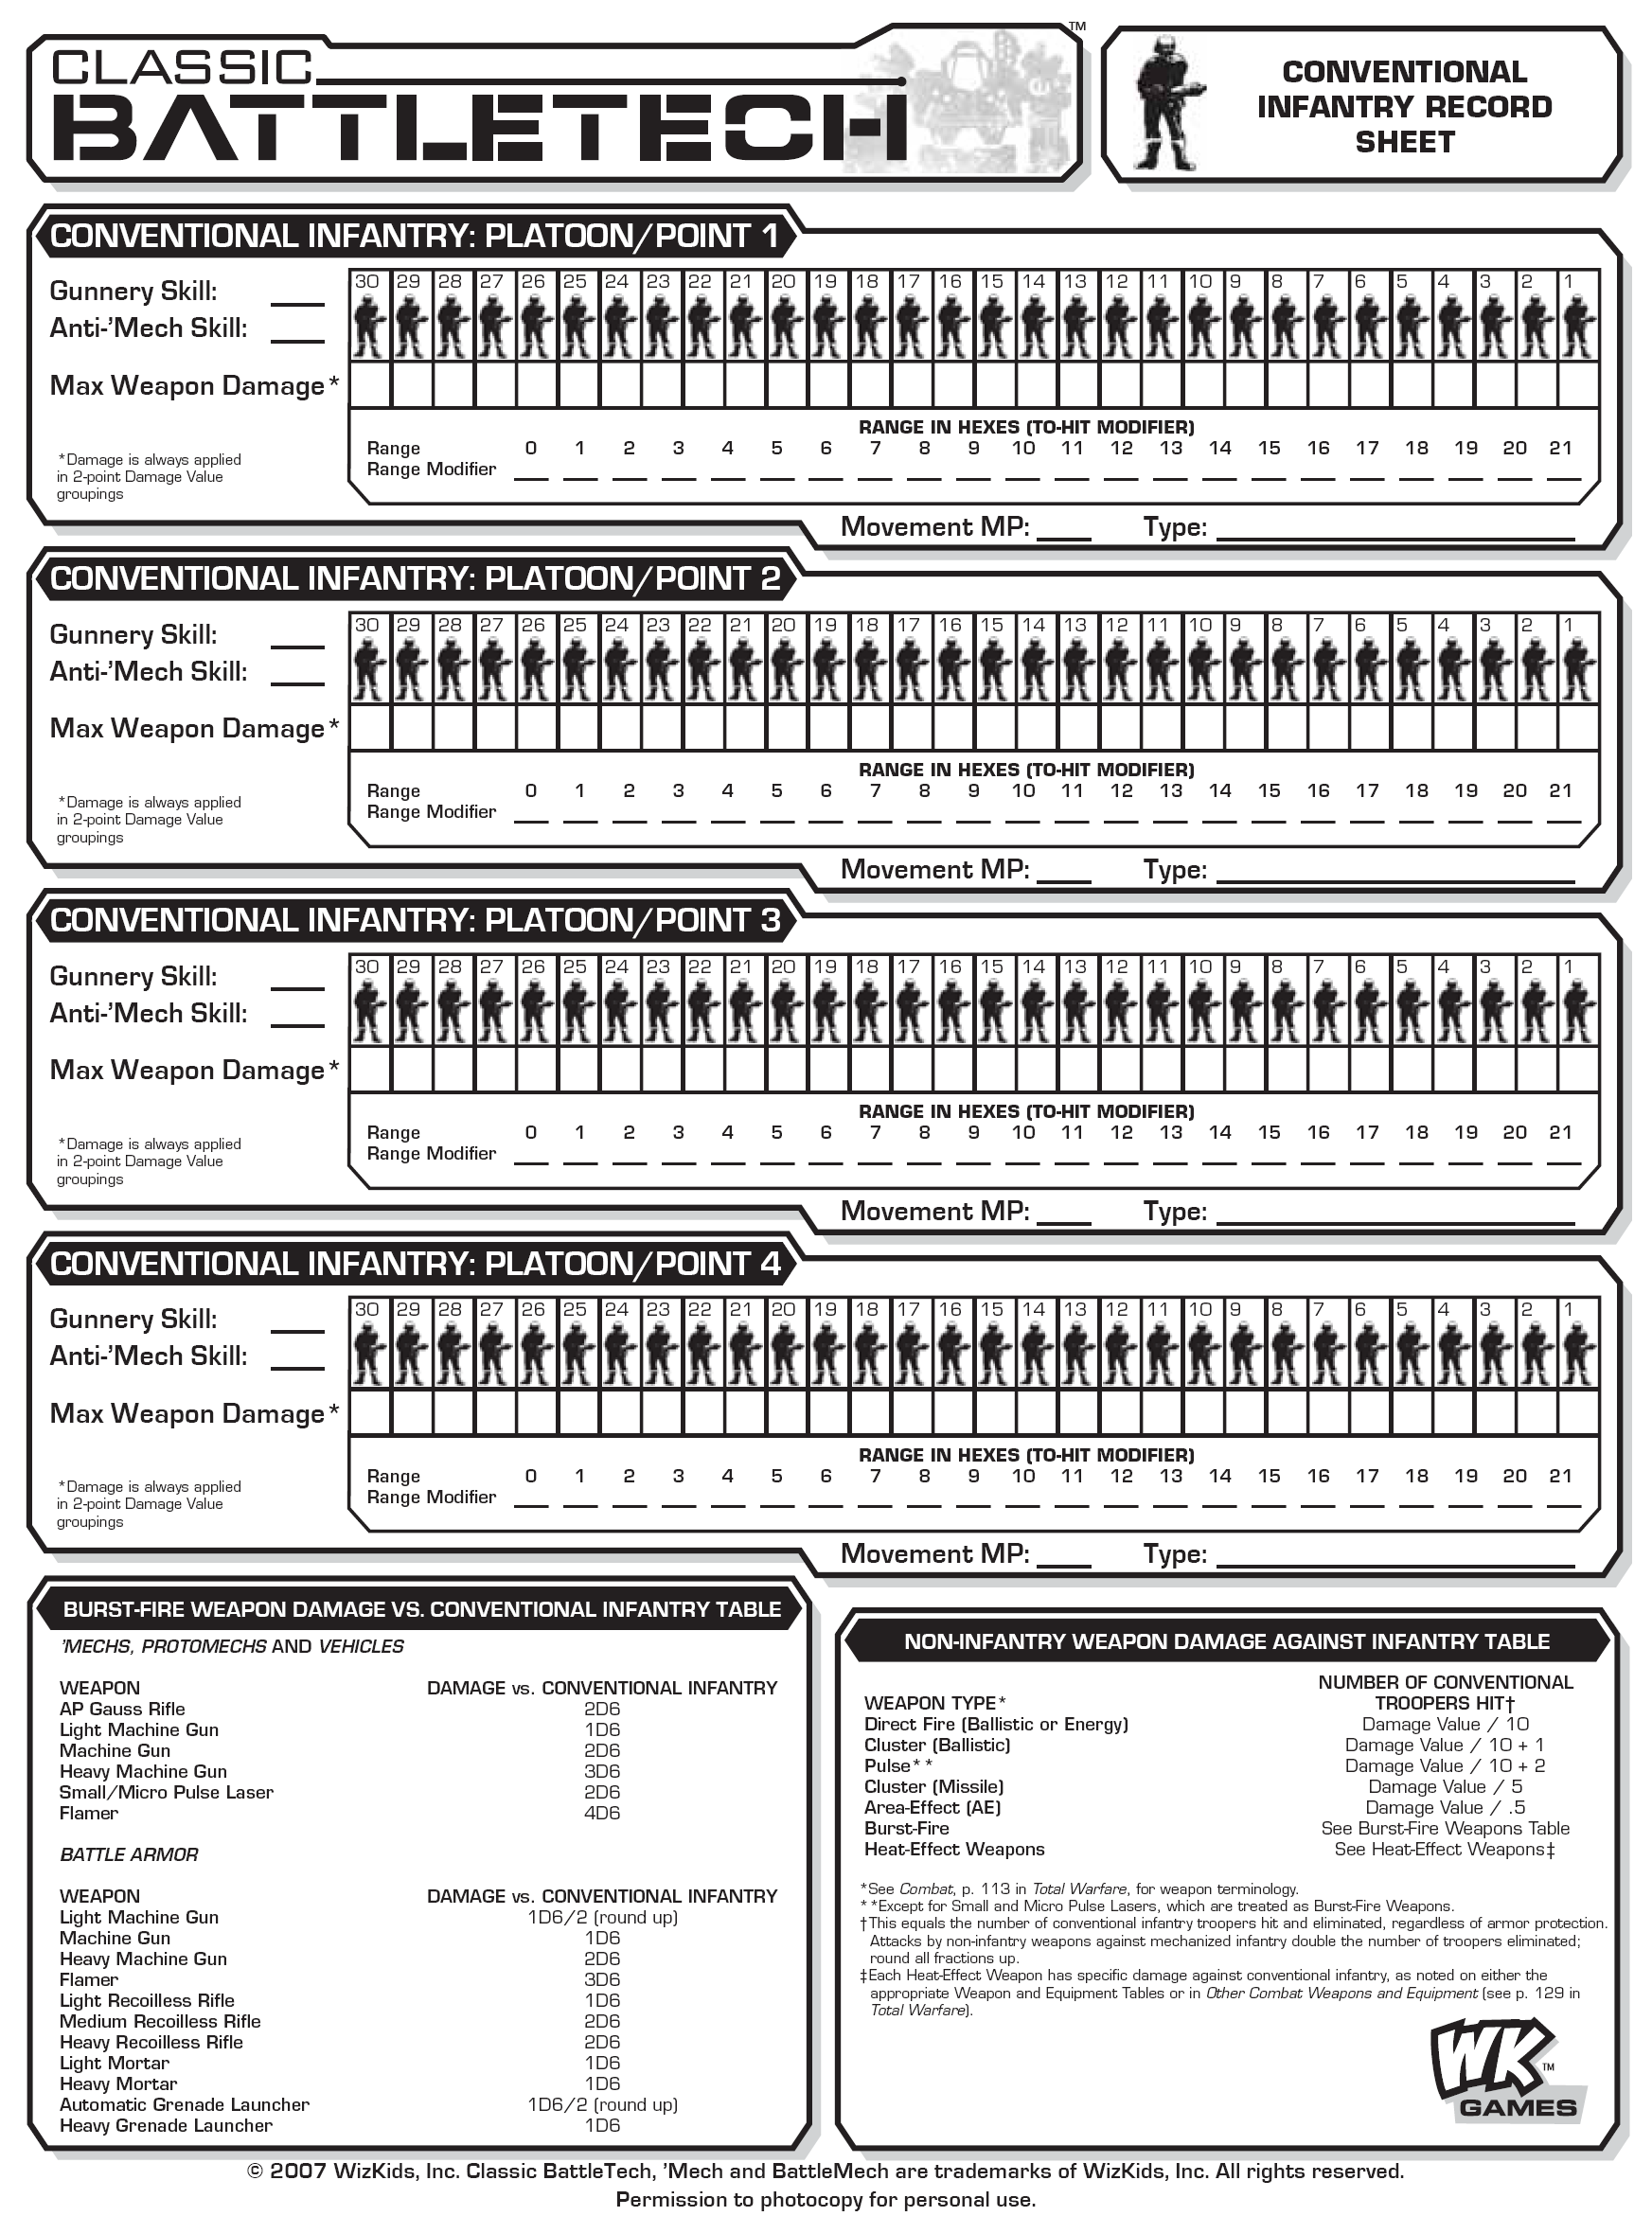 CLASSIC
BATTLETECH
TM
CONVENTIONAL
INFANTRY RECORD
SHEET
CONVENTIONAL INFANTRY: PLATOON/POINT 1
Gunnery Skill: ___
Anti-’Mech Skill: ___
30 29 28 27 26 25 24 23 22 21 20 19 18 17 16 15 14 13 12 11 10 9 8 7 6 5 4 3 2 1
Max Weapon Damage*
RANGE IN HEXES (TO-HIT MODIFIER)
Range 0 1 2 3 4 5 6 7 8 9 10 11 12 13 14 15 16 17 18 19 20 21
Range Modifier
*Damage is always applied
in 2-point Damage Value
groupings
Movement MP: ___ Type: ___
CONVENTIONAL INFANTRY: PLATOON/POINT 2
Gunnery Skill: ___
Anti-’Mech Skill: ___
30 29 28 27 26 25 24 23 22 21 20 19 18 17 16 15 14 13 12 11 10 9 8 7 6 5 4 3 2 1
Max Weapon Damage*
RANGE IN HEXES (TO-HIT MODIFIER)
Range 0 1 2 3 4 5 6 7 8 9 10 11 12 13 14 15 16 17 18 19 20 21
Range Modifier
*Damage is always applied
in 2-point Damage Value
groupings
Movement MP: ___ Type: ___
CONVENTIONAL INFANTRY: PLATOON/POINT 3
Gunnery Skill: ___
Anti-’Mech Skill: ___
30 29 28 27 26 25 24 23 22 21 20 19 18 17 16 15 14 13 12 11 10 9 8 7 6 5 4 3 2 1
Max Weapon Damage*
RANGE IN HEXES (TO-HIT MODIFIER)
Range 0 1 2 3 4 5 6 7 8 9 10 11 12 13 14 15 16 17 18 19 20 21
Range Modifier
*Damage is always applied
in 2-point Damage Value
groupings
Movement MP: ___ Type: ___
CONVENTIONAL INFANTRY: PLATOON/POINT 4
Gunnery Skill: ___
Anti-’Mech Skill: ___
30 29 28 27 26 25 24 23 22 21 20 19 18 17 16 15 14 13 12 11 10 9 8 7 6 5 4 3 2 1
Max Weapon Damage*
RANGE IN HEXES (TO-HIT MODIFIER)
Range 0 1 2 3 4 5 6 7 8 9 10 11 12 13 14 15 16 17 18 19 20 21
Range Modifier
*Damage is always applied
in 2-point Damage Value
groupings
Movement MP: ___ Type: ___
BURST-FIRE WEAPON DAMAGE VS. CONVENTIONAL INFANTRY TABLE
’MECHS, PROTOMECHS AND VEHICLES
WEAPON DAMAGE vs. CONVENTIONAL INFANTRY
AP Gauss Rifle 2D6
Light Machine Gun 1D6
Machine Gun 2D6
Heavy Machine Gun 3D6
Small/Micro Pulse Laser 2D6
Flamer 4D6
BATTLE ARMOR
WEAPON DAMAGE vs. CONVENTIONAL INFANTRY
Light Machine Gun 1D6/2 (round up)
Machine Gun 1D6
Heavy Machine Gun 2D6
Flamer 3D6
Light Recoilless Rifle 1D6
Medium Recoilless Rifle 2D6
Heavy Recoilless Rifle 2D6
Light Mortar 1D6
Heavy Mortar 1D6
Automatic Grenade Launcher 1D6/2 (round up)
Heavy Grenade Launcher 1D6
NON-INFANTRY WEAPON DAMAGE AGAINST INFANTRY TABLE
NUMBER OF CONVENTIONAL
WEAPON TYPE* TROOPERS HIT†
Direct Fire (Ballistic or Energy) Damage Value / 10
Cluster (Ballistic) Damage Value / 10 + 1
Pulse** Damage Value / 10 + 2
Cluster (Missile) Damage Value / 5
Area-Effect (AE) Damage Value / .5
Burst-Fire See Burst-Fire Weapons Table
Heat-Effect Weapons See Heat-Effect Weapons‡
*See Combat, p. 113 in Total Warfare, for weapon terminology.
**Except for Small and Micro Pulse Lasers, which are treated as Burst-Fire Weapons.
†This equals the number of conventional infantry troopers hit and eliminated, regardless of armor protection.
Attacks by non-infantry weapons against mechanized infantry double the number of troopers eliminated;
round all fractions up.
‡Each Heat-Effect Weapon has specific damage against conventional infantry, as noted on either the
appropriate Weapon and Equipment Tables or in Other Combat Weapons and Equipment (see p. 129 in
Total Warfare).
WK TM
GAMES
© 2007 WizKids, Inc. Classic BattleTech, ’Mech and BattleMech are trademarks of WizKids, Inc. All rights reserved.
Permission to photocopy for personal use.